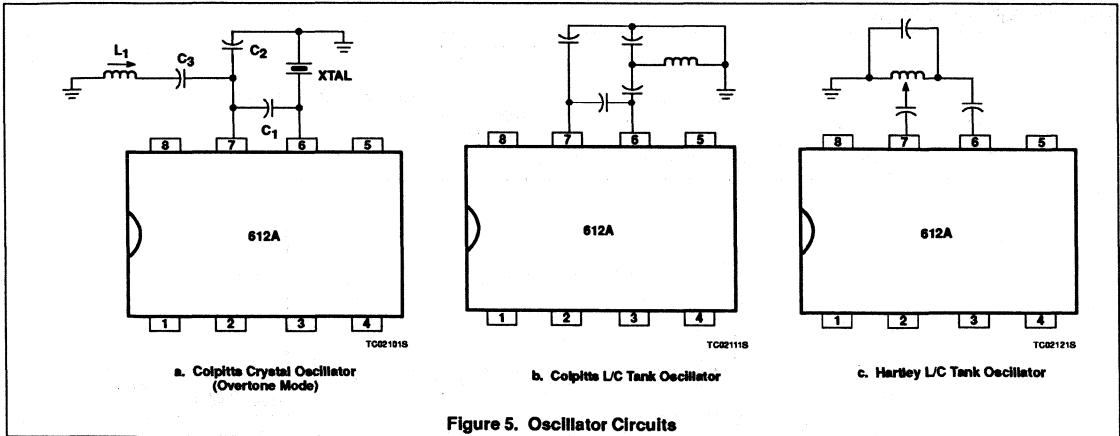 L1
C3
C2
XTAL
C1
8 7 6 5
612A
1 2 3 4
TC02101S
a. Colpitts Crystal Oscillator
(Overtone Mode)
8 7 6 5
612A
1 2 3 4
TC02111S
b. Colpitts L/C Tank Oscillator
8 7 6 5
612A
1 2 3 4
TC02121S
c. Hartley L/C Tank Oscillator
Figure 5. Oscillator Circuits